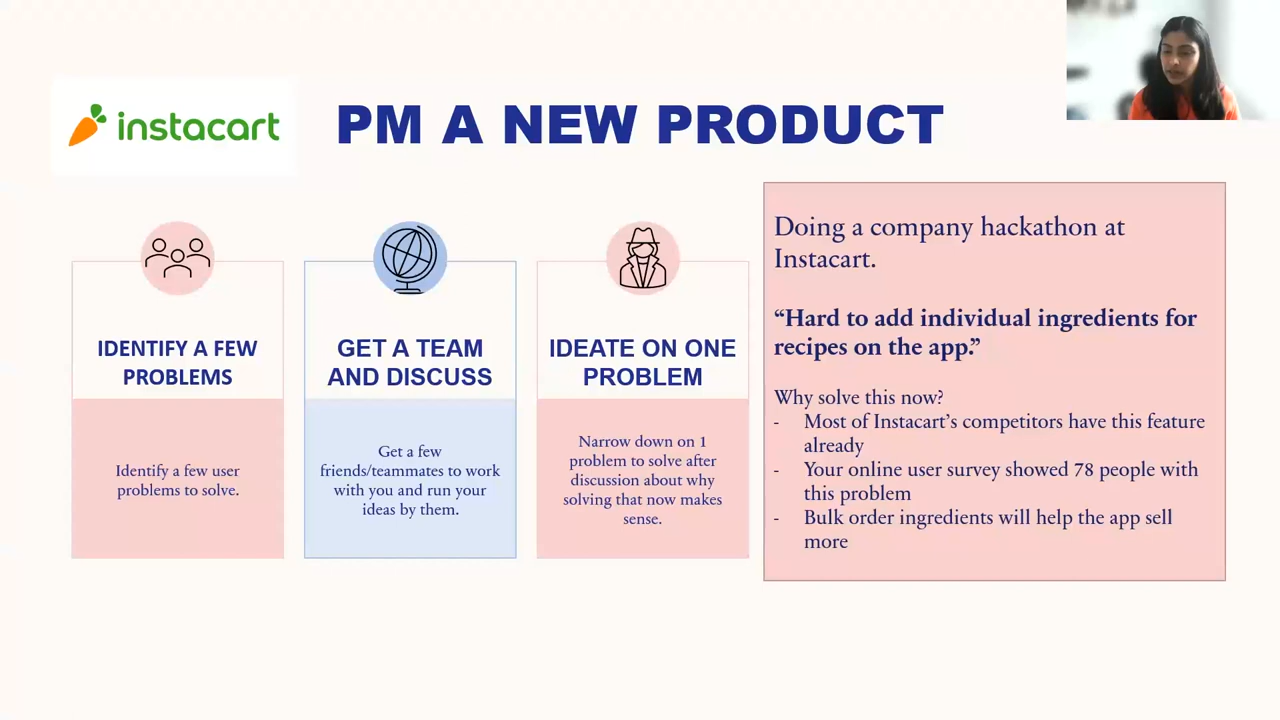 instacart
PM A NEW PRODUCT
IDENTIFY A FEW
PROBLEMS
Identify a few user
problems to solve.
GET A TEAM
AND DISCUSS
Get a few
friends/teammates to work
with you and run your
ideas by them.
IDEATE ON ONE
PROBLEM
Narrow down on 1
problem to solve after
discussion about why
solving that now makes
sense.
Doing a company hackathon at
Instacart.
“Hard to add individual ingredients for
recipes on the app.”
Why solve this now?
- Most of Instacart’s competitors have this feature
already
- Your online user survey showed 78 people with
this problem
- Bulk order ingredients will help the app sell
more